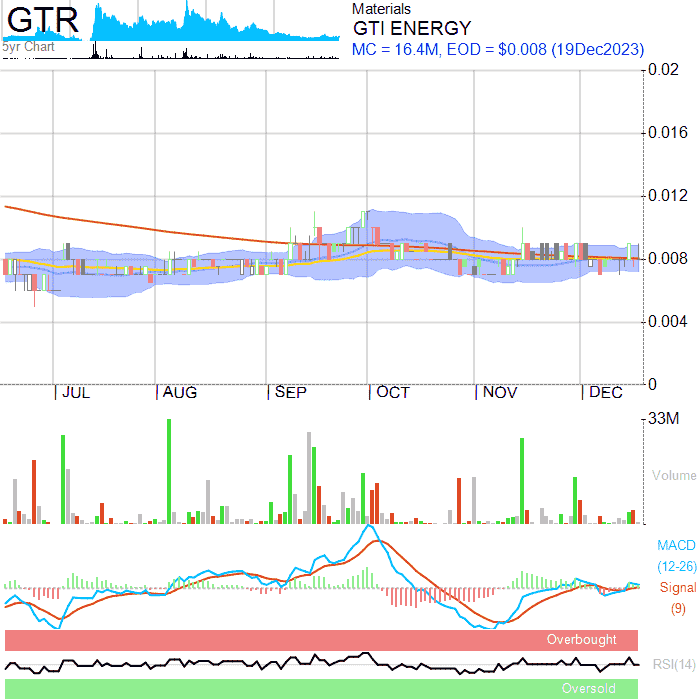 GTR
5yr Chart
Materials
GTI ENERGY
MC = 16.4M, EOD = $0.008 (19Dec2023)
0.02
0.016
0.012
0.008
0.004
0
JUL AUG SEP OCT NOV DEC
33M
Volume
MACD
(12-26)
Signal
(9)
Overbought
RSI(14)
Oversold